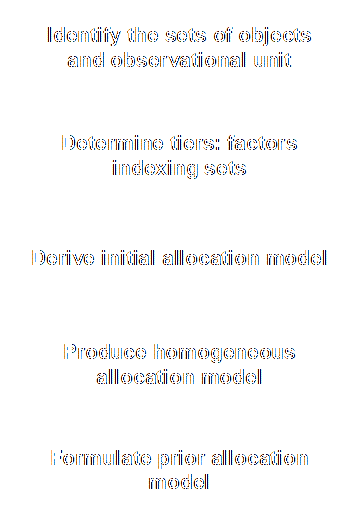 Identify the sets of objects
and observational unit
Determine tiers: factors
indexing sets
Derive initial allocation model
Produce homogeneous
allocation model
Formulate prior allocation
model